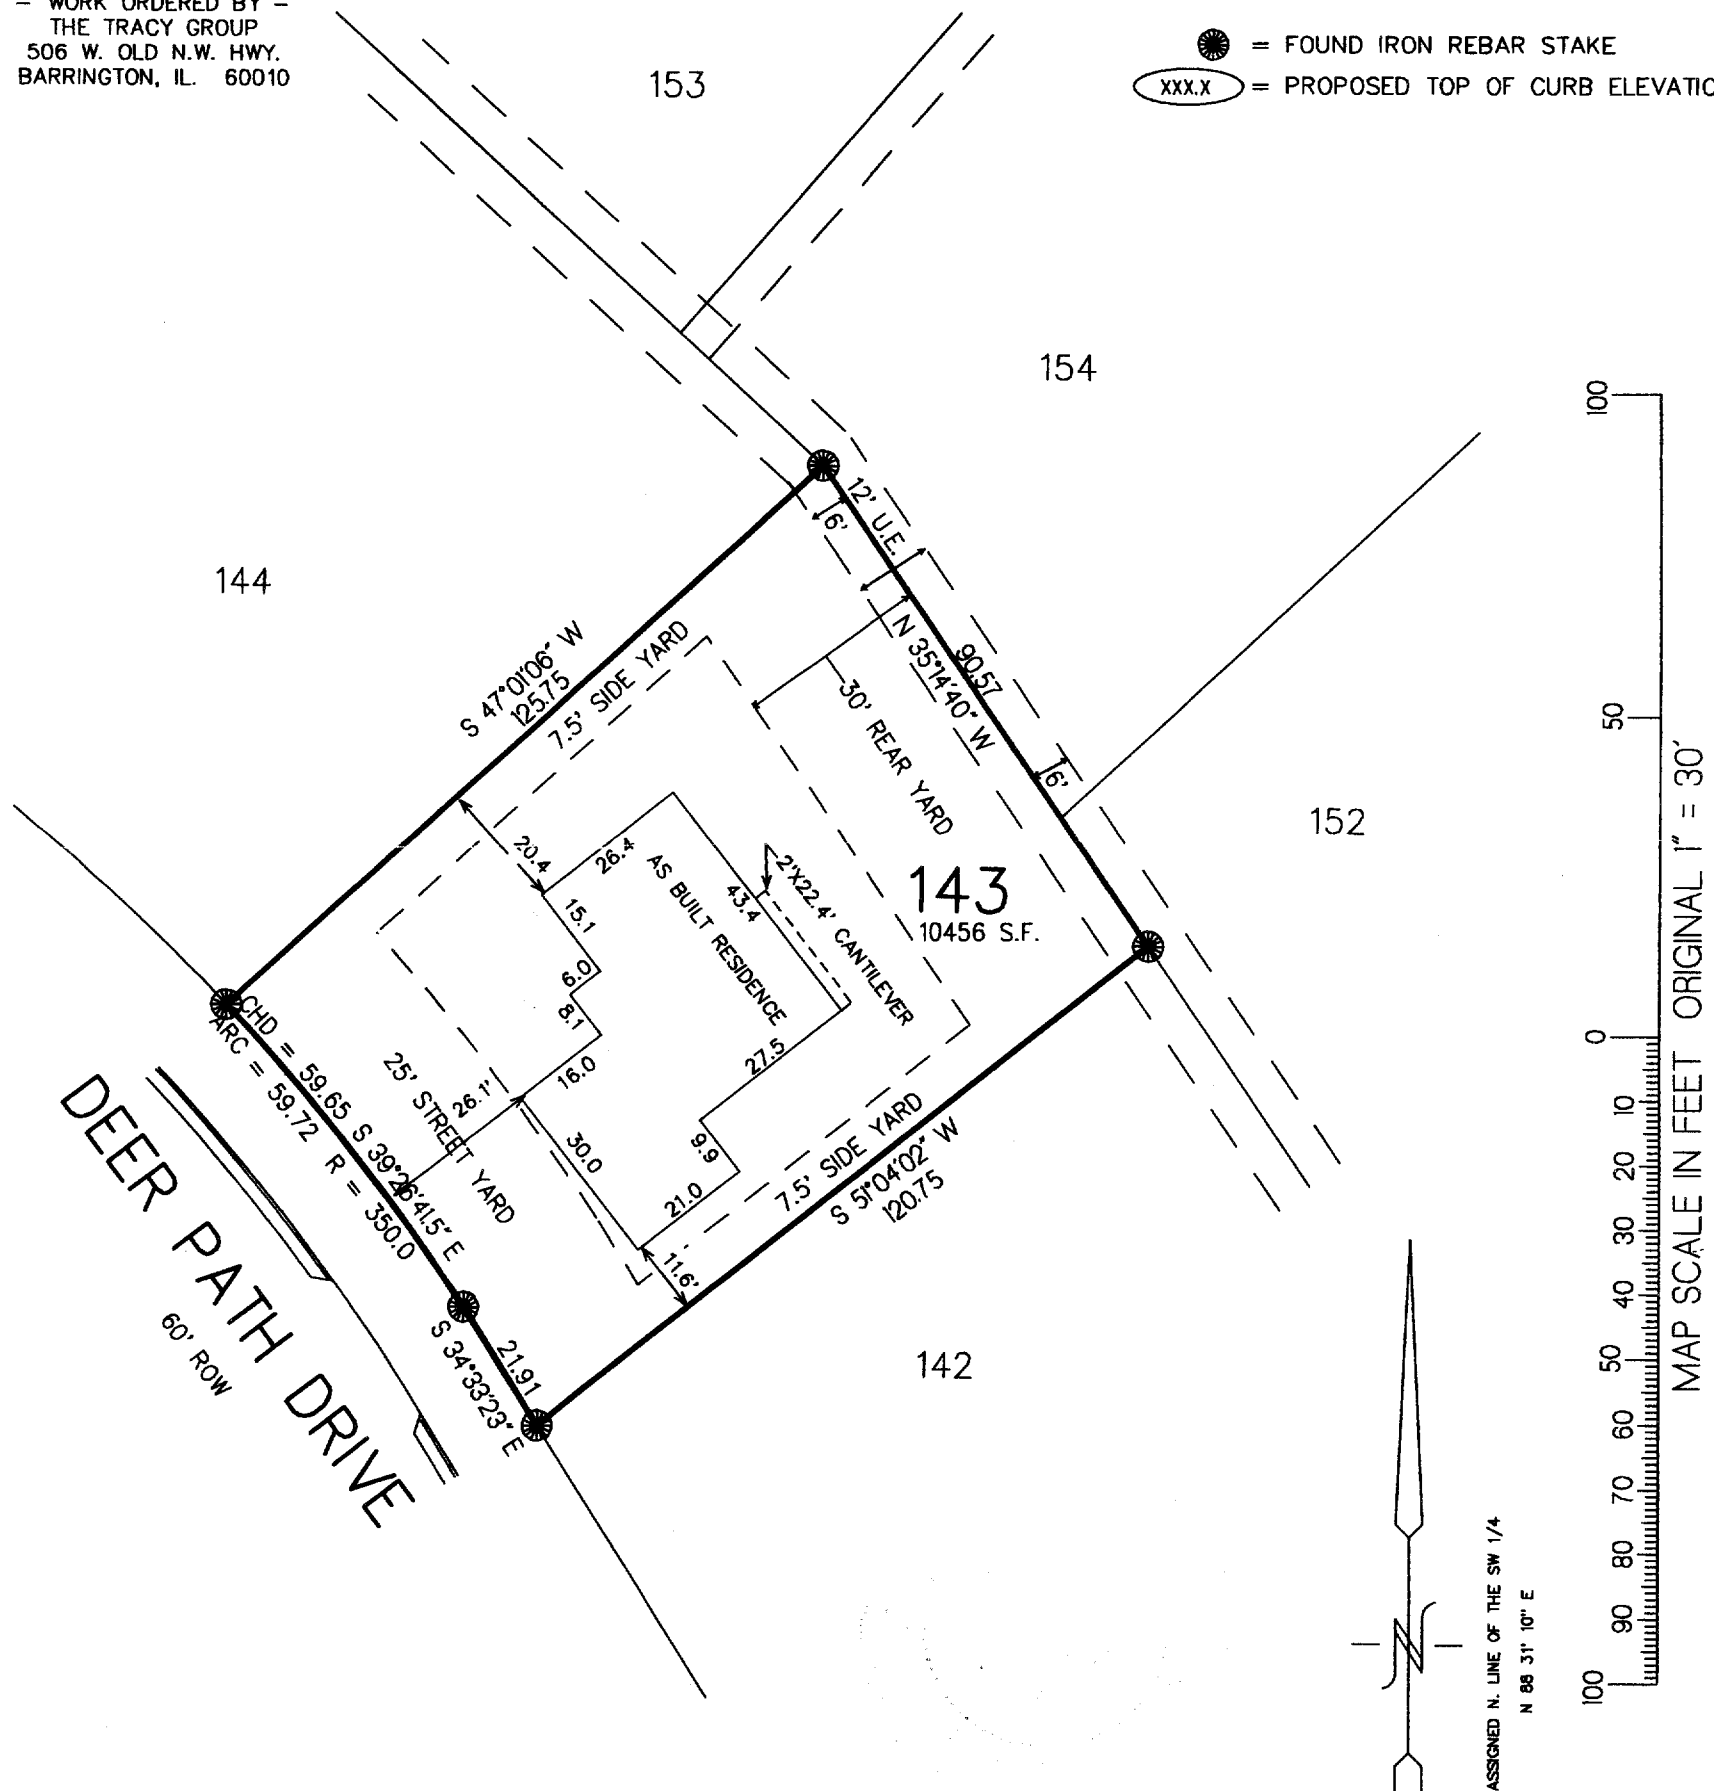 – WORK ORDERED BY –
THE TRACY GROUP
506 W. OLD N.W. HWY.
BARRINGTON, IL. 60010
= FOUND IRON REBAR STAKE
XXX.X = PROPOSED TOP OF CURB ELEVATIO
153
154
144
152
142
12' U.E.
6'
N 35°14'40" W
90.57
6'
S 47°01'06" W
125.75
7.5' SIDE YARD
30' REAR YARD
143
10456 S.F.
20.4
26.4
AS BUILT RESIDENCE
43.4
2'X22.4' CANTILEVER
15.1
6.0
8.1
16.0
26.1'
27.5
30.0
9.9
21.0
11.6'
25' STREET YARD
7.5' SIDE YARD
S 51°04'02" W
120.75
CHD = 59.65 S 39°26'41.5" E
ARC = 59.72 R = 350.0
21.91
S 34°33'23" E
DEER PATH DRIVE
60' ROW
100
50
0
10
20
30
40
50
60
70
80
90
100
MAP SCALE IN FEET ORIGINAL 1" = 30'
N
ASSIGNED N. LINE OF THE SW 1/4
N 88 31' 10" E